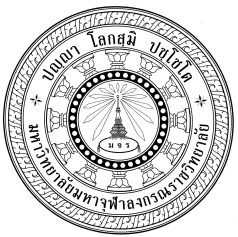 ปญฺญา โลกสฺมิ ปชฺโชโต
ม จ ร
มหาวิทยาลัยมหาจุฬาลงกรณราชวิทยาลัย